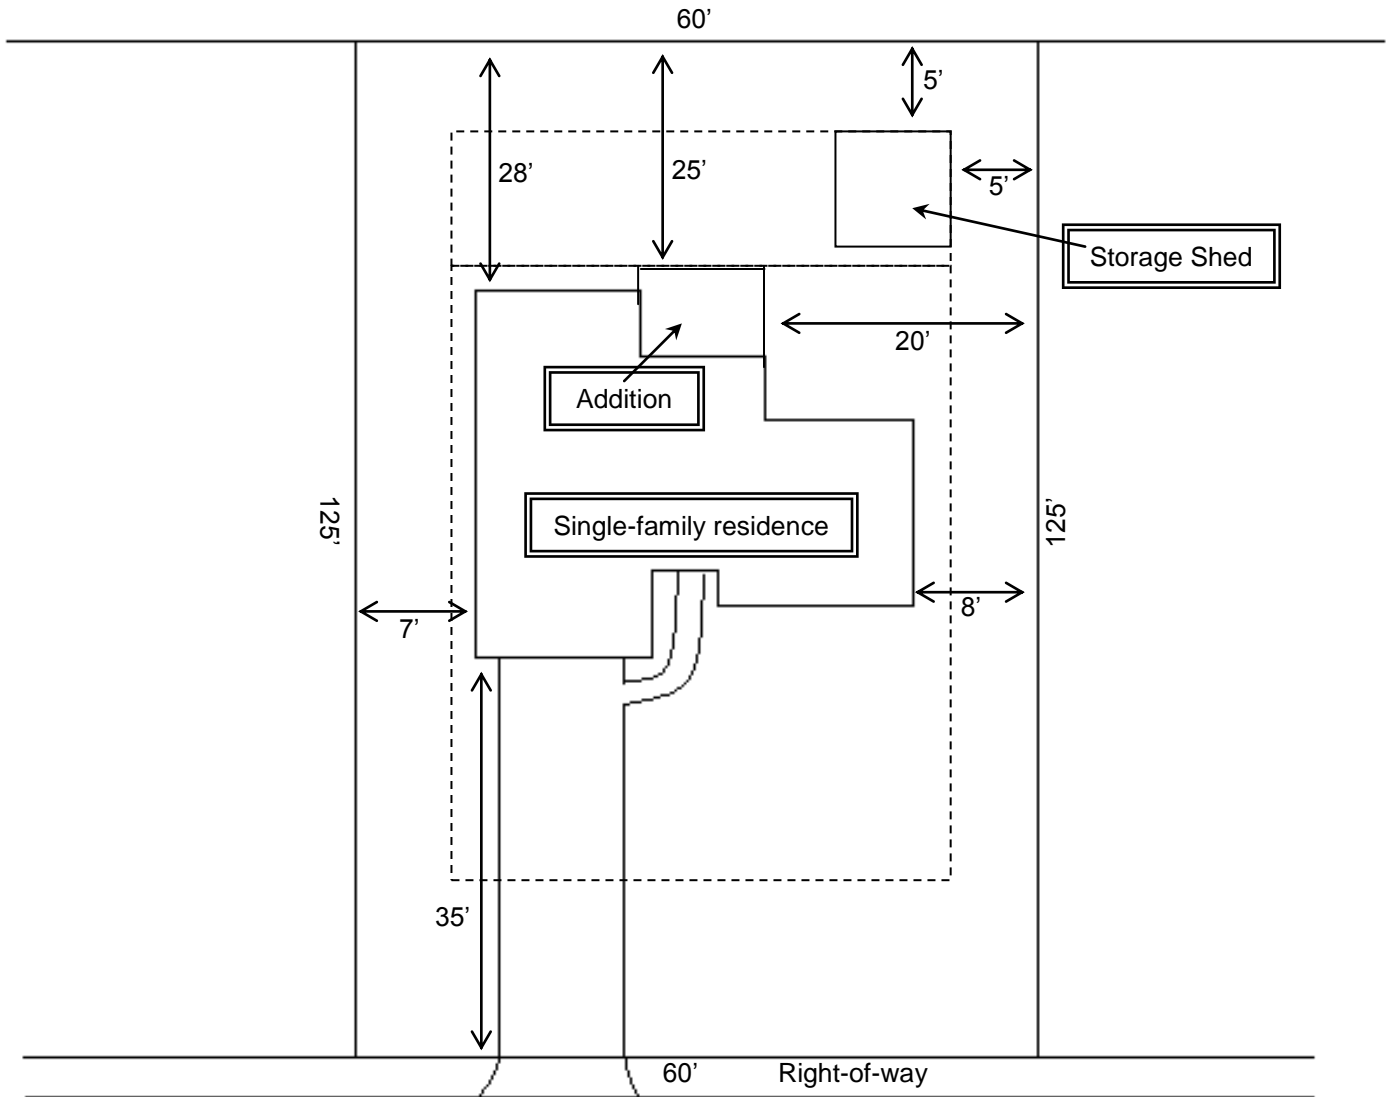 60’
5’
28’
25’
5’
Storage Shed
20’
Addition
125’
Single-family residence
125’
7’
8’
35’
60’ Right-of-way